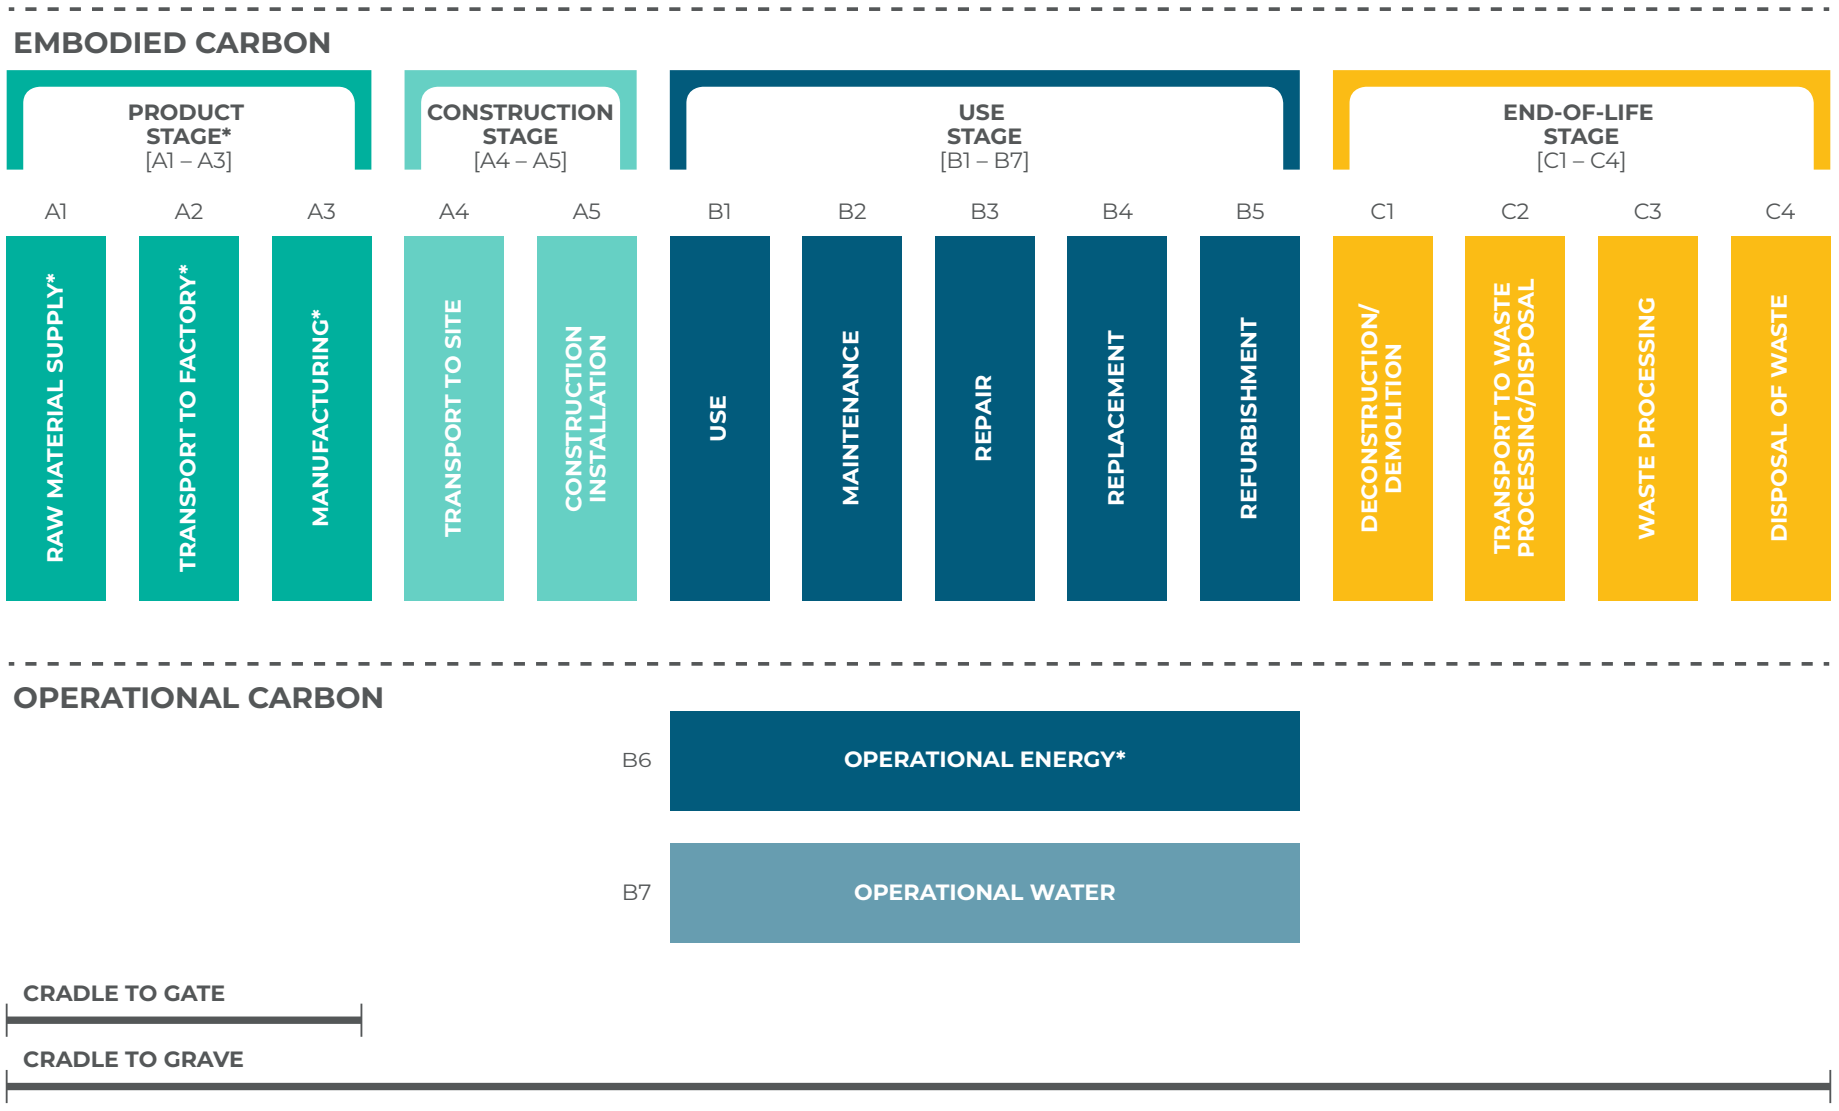 EMBODIED CARBON
PRODUCT
STAGE*
[A1 – A3]
CONSTRUCTION
STAGE
[A4 – A5]
USE
STAGE
[B1 – B7]
END-OF-LIFE
STAGE
[C1 – C4]
A1
A2
A3
A4
A5
B1
B2
B3
B4
B5
C1
C2
C3
C4
RAW MATERIAL SUPPLY*
TRANSPORT TO FACTORY*
MANUFACTURING*
TRANSPORT TO SITE
CONSTRUCTION
INSTALLATION
USE
MAINTENANCE
REPAIR
REPLACEMENT
REFURBISHMENT
DECONSTRUCTION/
DEMOLITION
TRANSPORT TO WASTE
PROCESSING/DISPOSAL
WASTE PROCESSING
DISPOSAL OF WASTE
OPERATIONAL CARBON
B6
OPERATIONAL ENERGY*
B7
OPERATIONAL WATER
CRADLE TO GATE
CRADLE TO GRAVE